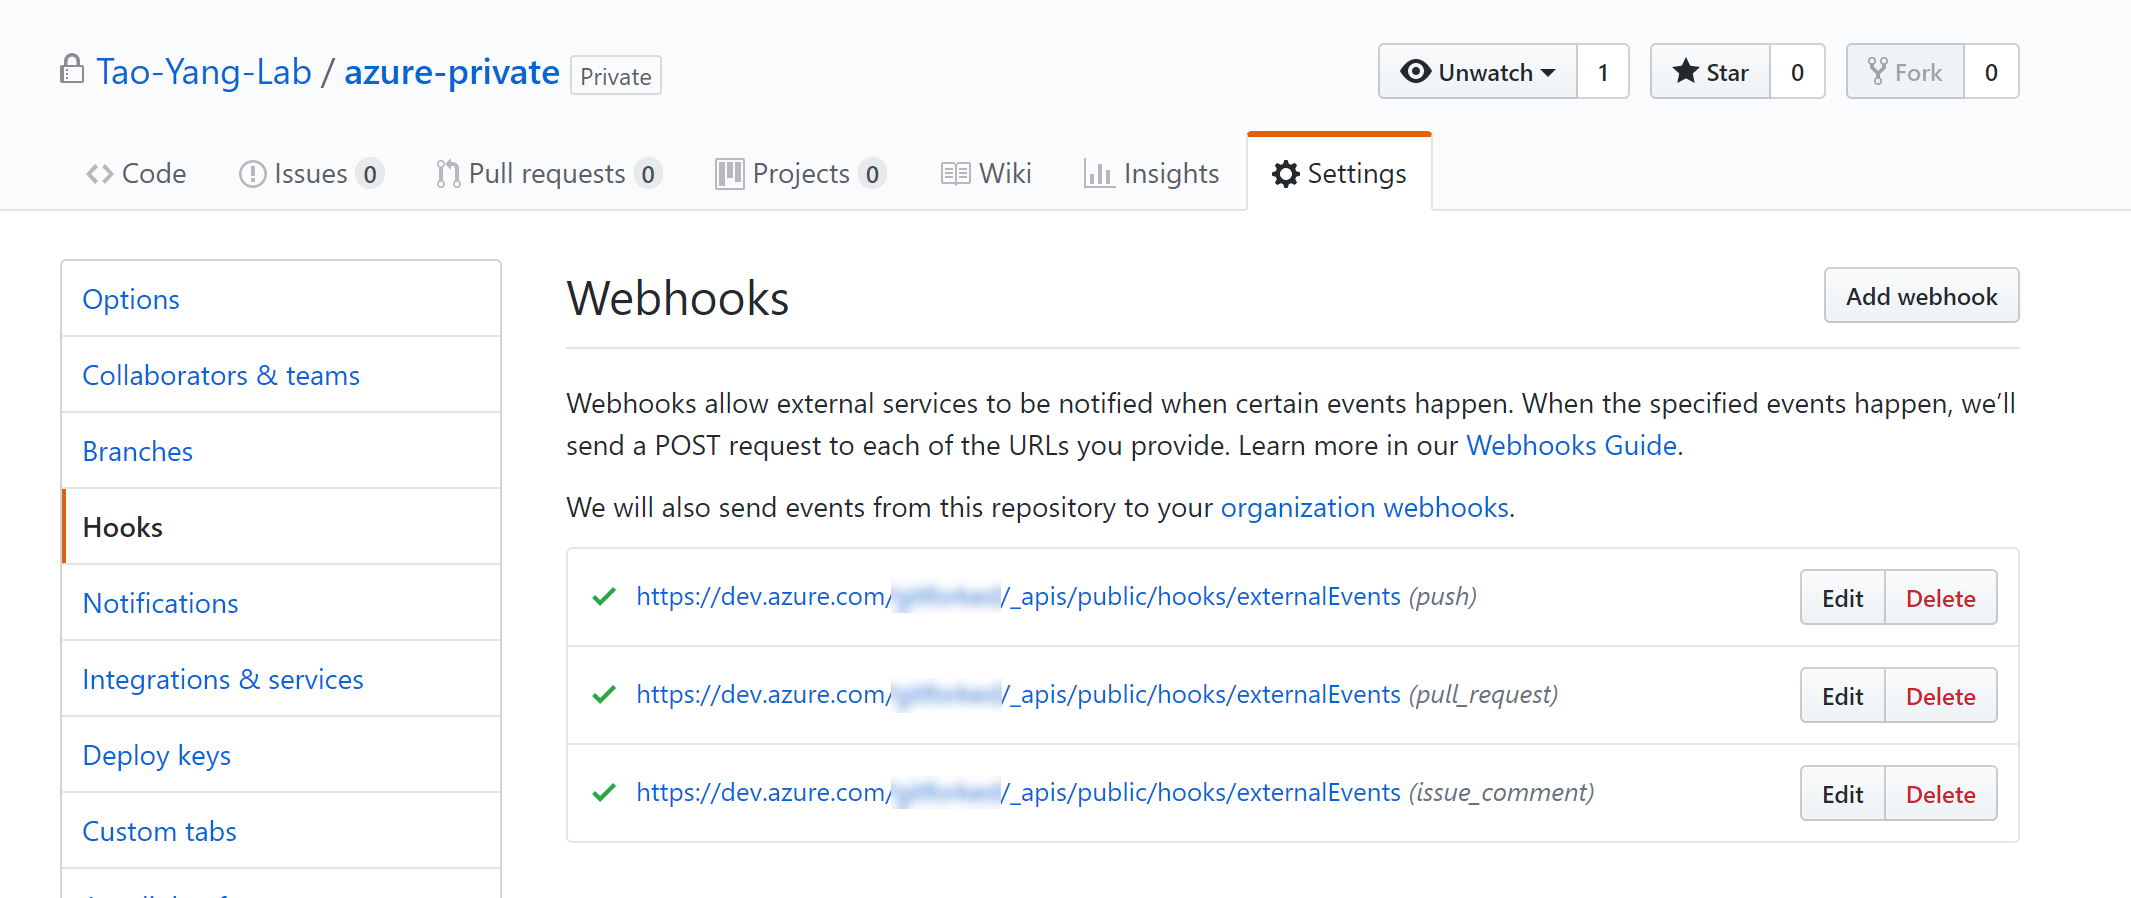 Tao-Yang-Lab / azure-private Private
Unwatch 1 Star 0 Fork 0
Code Issues 0 Pull requests 0 Projects 0 Wiki Insights Settings
Options
Collaborators & teams
Branches
Hooks
Notifications
Integrations & services
Deploy keys
Custom tabs
Webhooks
Add webhook
Webhooks allow external services to be notified when certain events happen. When the specified events happen, we’ll
send a POST request to each of the URLs you provide. Learn more in our Webhooks Guide.
We will also send events from this repository to your organization webhooks.
https://dev.azure.com/ /_apis/public/hooks/externalEvents (push) Edit Delete
https://dev.azure.com/ /_apis/public/hooks/externalEvents (pull_request) Edit Delete
https://dev.azure.com/ /_apis/public/hooks/externalEvents (issue_comment) Edit Delete